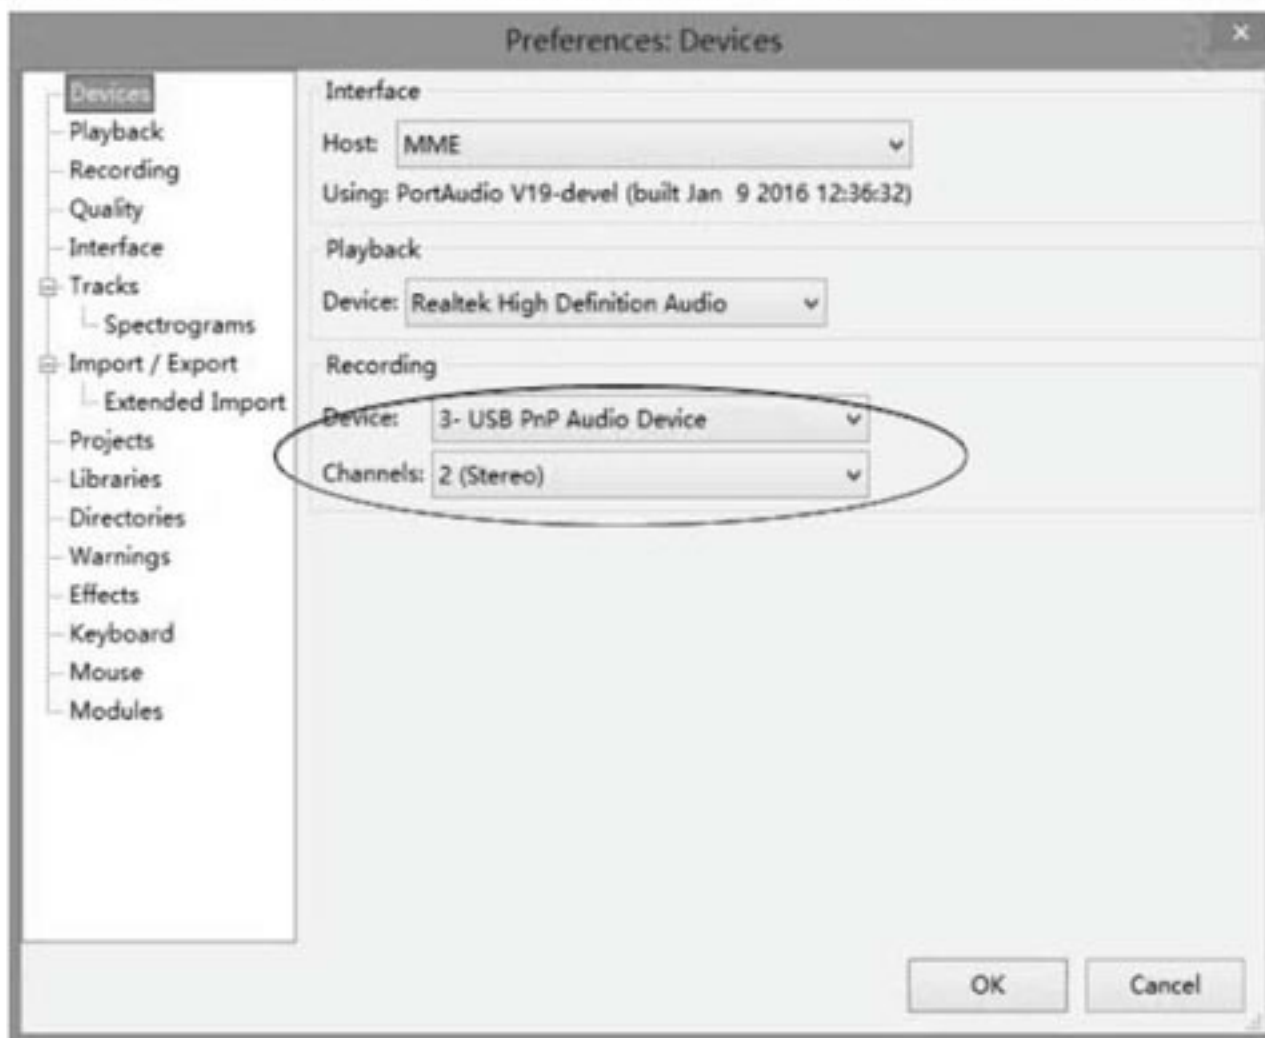 Preferences: Devices
Devices
Playback
Recording
Quality
Interface
Tracks
Spectrograms
Import / Export
Extended Import
Projects
Libraries
Directories
Warnings
Effects
Keyboard
Mouse
Modules
Interface
Host: MME
Using: PortAudio V19-devel (built Jan 9 2016 12:36:32)
Playback
Device: Realtek High Definition Audio
Recording
Device: 3- USB PnP Audio Device
Channels: 2 (Stereo)
OK Cancel